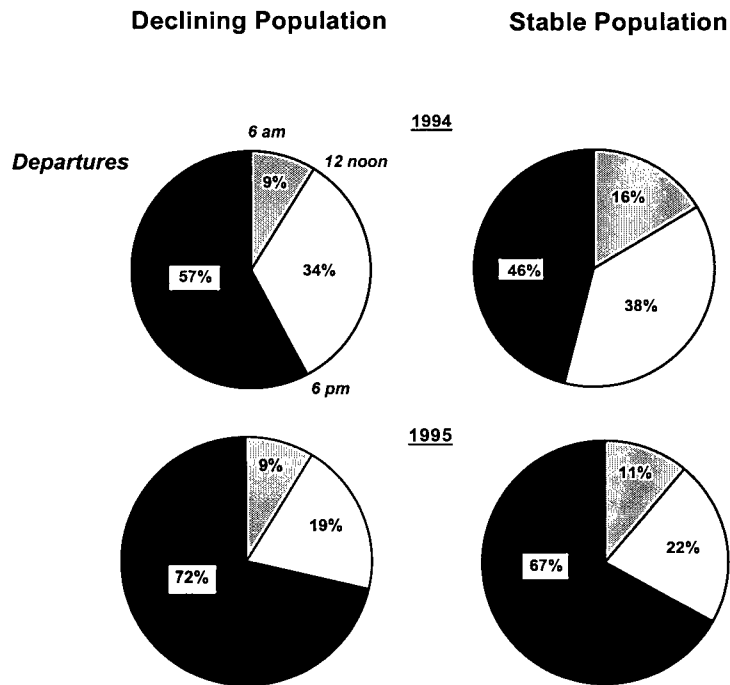 Declining Population
Stable Population
1994
Departures
6 am
12 noon
9%
34%
57%
6 pm
16%
38%
46%
1995
9%
19%
72%
11%
22%
67%